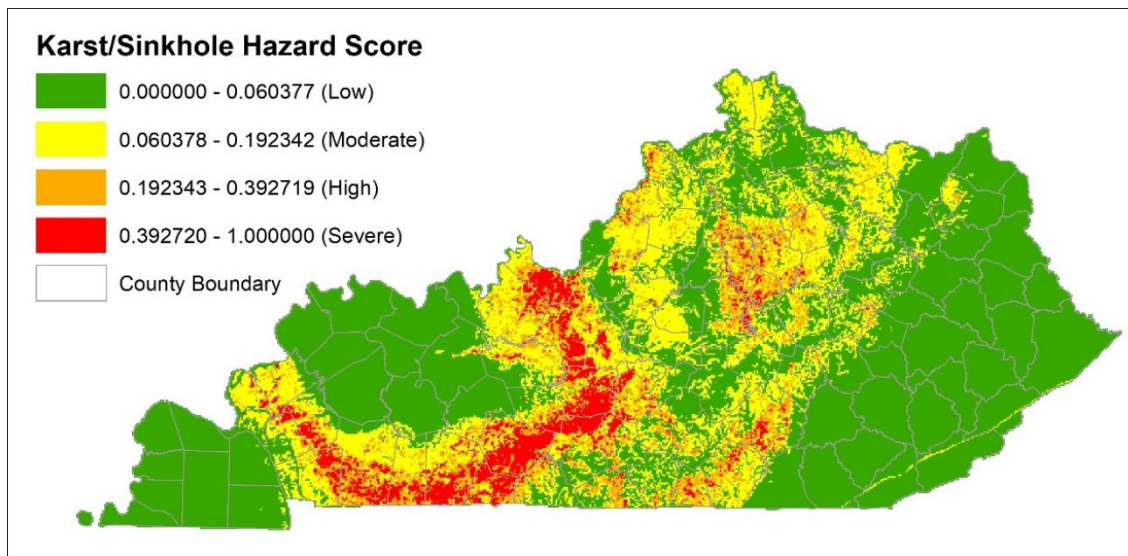 Karst/Sinkhole Hazard Score
0.000000 - 0.060377 (Low)
0.060378 - 0.192342 (Moderate)
0.192343 - 0.392719 (High)
0.392720 - 1.000000 (Severe)
County Boundary